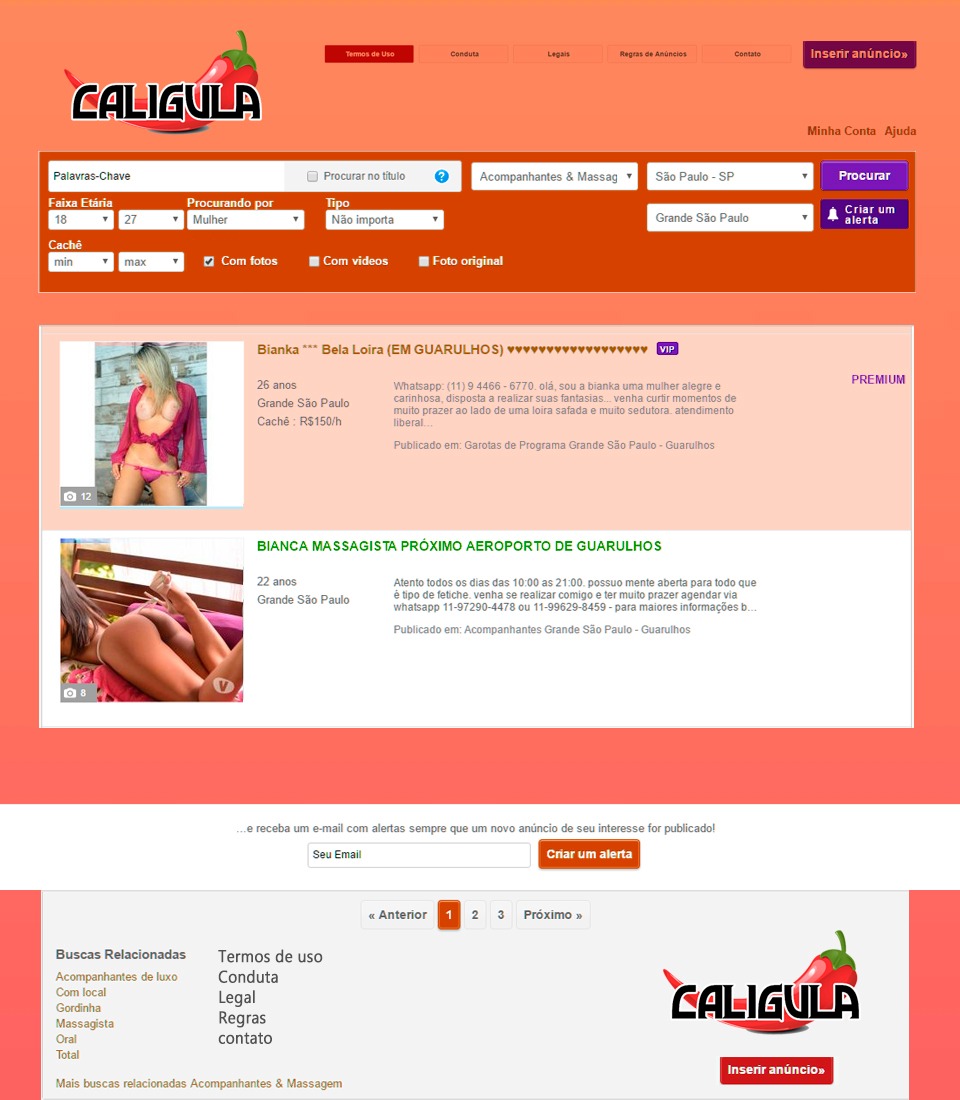 CALIGULA
Termos de Uso
Conduta
Legais
Regras de Anúncios
Contato
Inserir anúncio»
Minha Conta Ajuda
Palavras-Chave
Procurar no título
?
Acompanhantes & Massag
São Paulo - SP
Procurar
Faixa Etária
Procurando por
Tipo
18
27
Mulher
Não importa
Grande São Paulo
Criar um
alerta
Cachê
min
max
Com fotos
Com videos
Foto original
Bianka *** Bela Loira (EM GUARULHOS) ♥♥♥♥♥♥♥♥♥♥♥♥♥♥♥♥♥♥ VIP
PREMIUM
26 anos
Grande São Paulo
Cachê : R$150/h
Whatsapp: (11) 9 4466 - 6770. olá, sou a bianka uma mulher alegre e
carinhosa, disposta a realizar suas fantasias... venha curtir momentos de
muito prazer ao lado de uma loira safada e muito sedutora. atendimento
liberal...
Publicado em: Garotas de Programa Grande São Paulo - Guarulhos
12
BIANCA MASSAGISTA PRÓXIMO AEROPORTO DE GUARULHOS
22 anos
Grande São Paulo
Atento todos os dias das 10:00 as 21:00. possuo mente aberta para todo que
è tipo de fetiche. venha se realizar comigo e ter muito prazer agendar via
whatsapp 11-97290-4478 ou 11-99629-8459 - para maiores informações b...
Publicado em: Acompanhantes Grande São Paulo - Guarulhos
8
V
...e receba um e-mail com alertas sempre que um novo anúncio de seu interesse for publicado!
Seu Email
Criar um alerta
« Anterior 1 2 3 Próximo »
Buscas Relacionadas
Acompanhantes de luxo
Com local
Gordinha
Massagista
Oral
Total
Mais buscas relacionadas Acompanhantes & Massagem
Termos de uso
Conduta
Legal
Regras
contato
CALIGULA
Inserir anúncio»